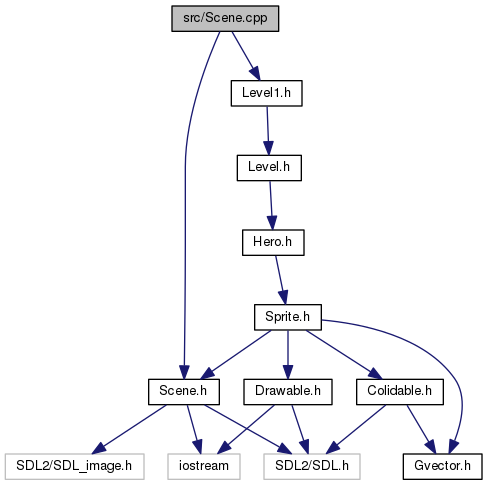 src/Scene.cpp
Level1.h
Level.h
Hero.h
Sprite.h
Scene.h
Drawable.h
Colidable.h
SDL2/SDL_image.h
iostream
SDL2/SDL.h
Gvector.h